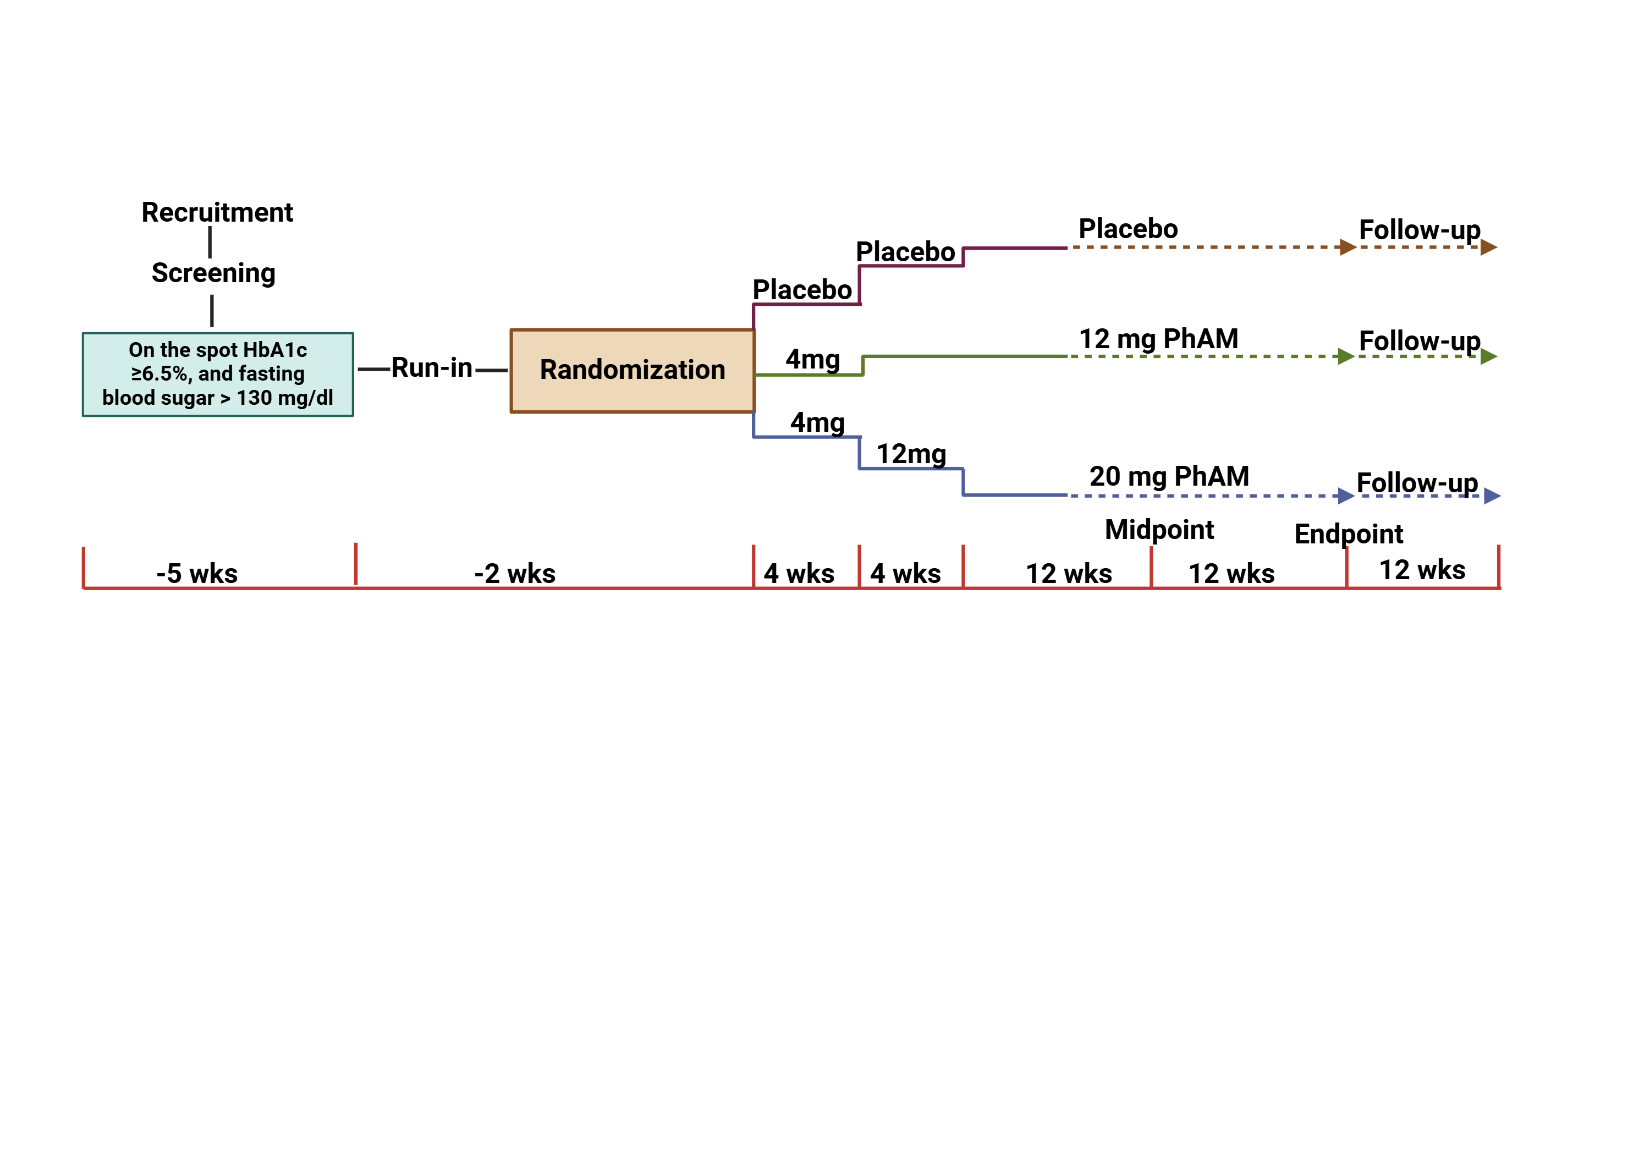 Recruitment
Screening
On the spot HbA1c
≥6.5%, and fasting
blood sugar > 130 mg/dl
Run-in
Randomization
Placebo
Placebo
Placebo
Follow-up
4mg
12 mg PhAM
Follow-up
4mg
12mg
20 mg PhAM
Follow-up
Midpoint
Endpoint
-5 wks
-2 wks
4 wks
4 wks
12 wks
12 wks
12 wks